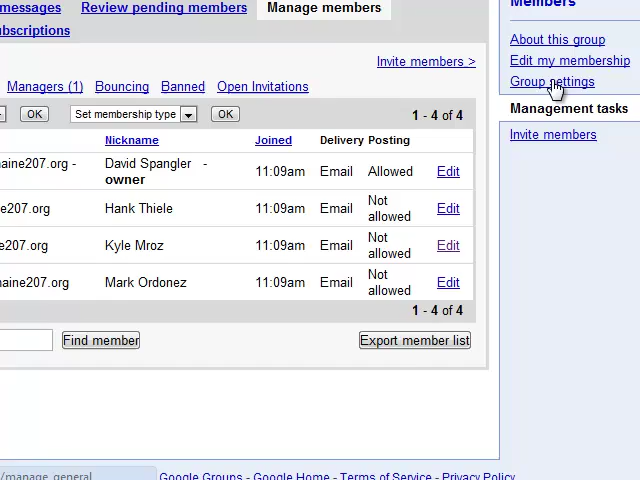 messages Review pending members Manage members
ubscriptions
Invite members >
Managers (1) Bouncing Banned Open Invitations
OK Set membership type OK 1 - 4 of 4
Nickname Joined Delivery Posting
aine207.org - David Spangler - owner 11:09am Email Allowed Edit
e207.org Hank Thiele 11:09am Email Not allowed Edit
e207.org Kyle Mroz 11:09am Email Not allowed Edit
naine207.org Mark Ordonez 11:09am Email Not allowed Edit
1 - 4 of 4
Find member Export member list
Members
About this group
Edit my membership
Group settings
Management tasks
Invite members
/manage_general Google Groups - Google Home - Terms of Service - Privacy Policy